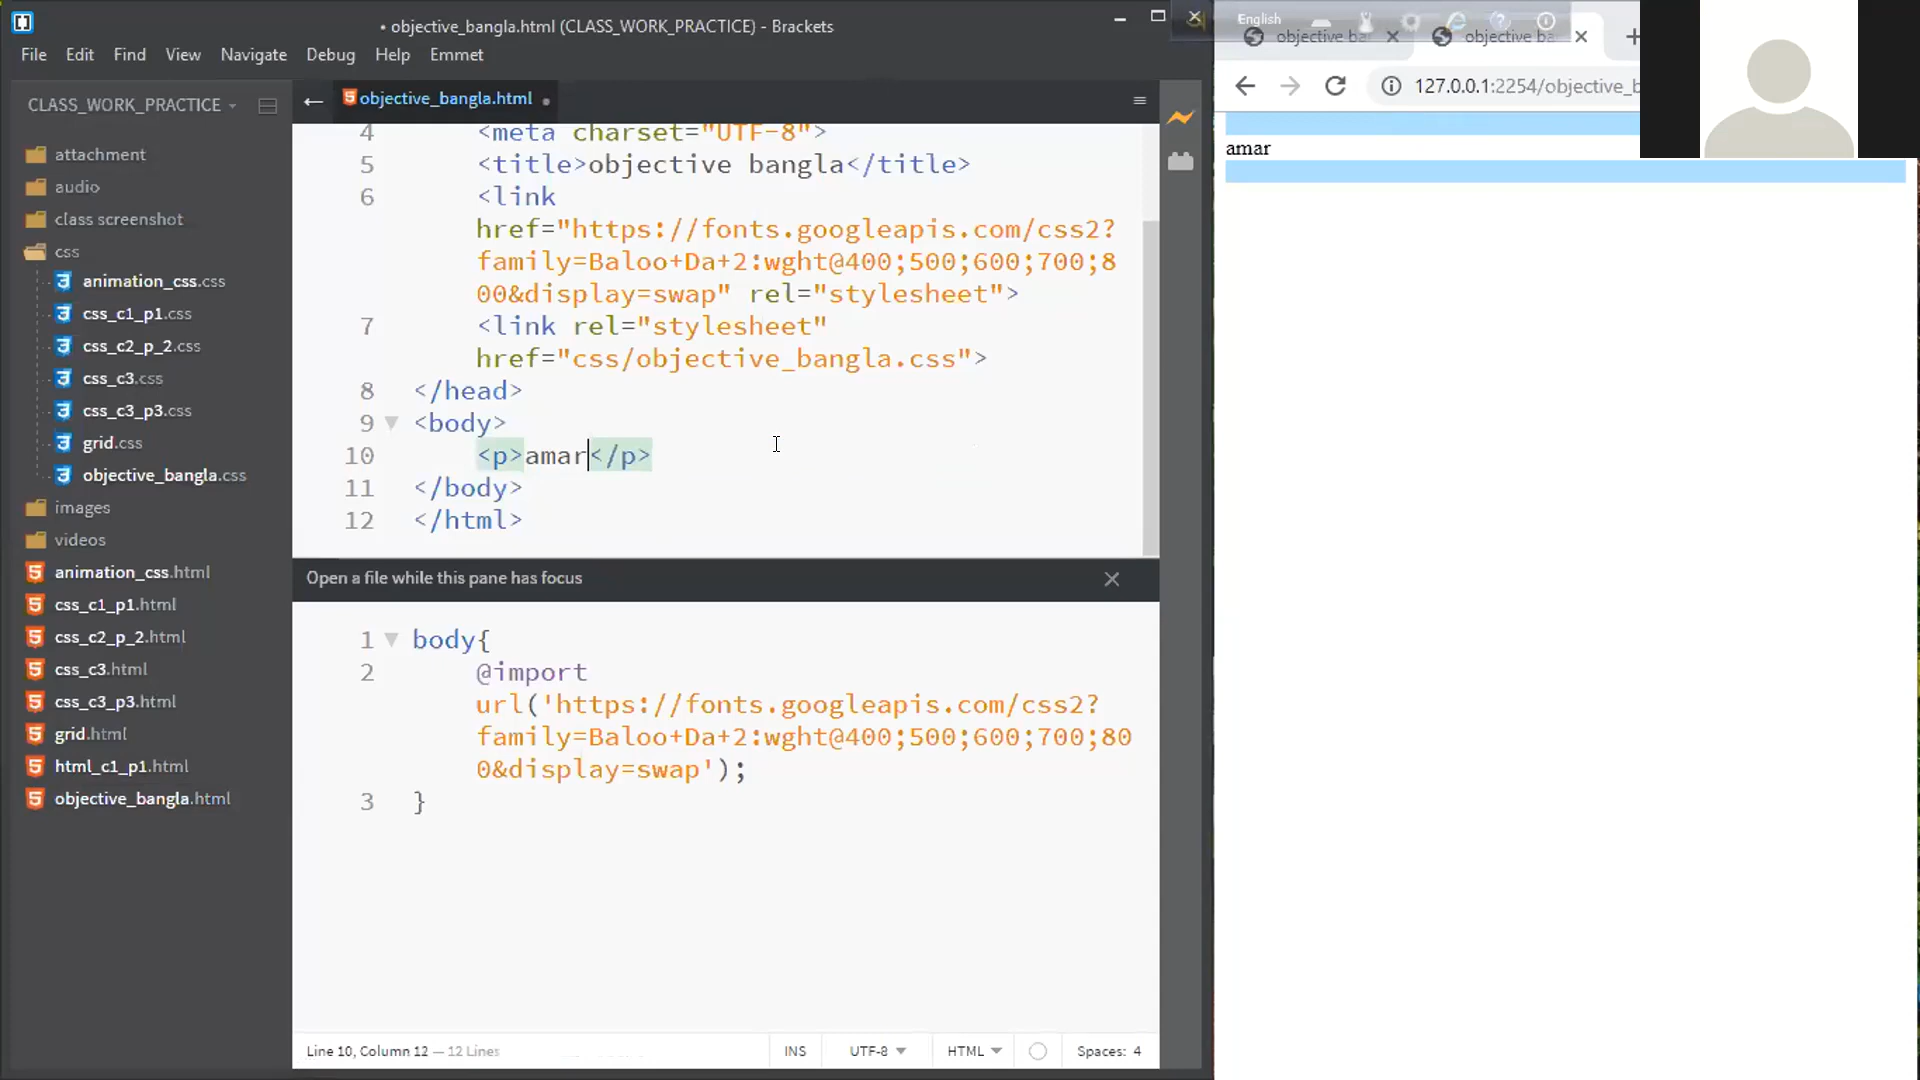 • objective_bangla.html (CLASS_WORK_PRACTICE) - Brackets
File Edit Find View Navigate Debug Help Emmet
CLASS_WORK_PRACTICE
attachment
audio
class screenshot
css
animation_css.css
css_c1_p1.css
css_c2_p_2.css
css_c3.css
css_c3_p3.css
grid.css
objective_bangla.css
images
videos
animation_css.html
css_c1_p1.html
css_c2_p_2.html
css_c3.html
css_c3_p3.html
grid.html
html_c1_p1.html
objective_bangla.html
objective_bangla.html
4 <meta charset="UTF-8">
5 <title>objective bangla</title>
6 <link
href="https://fonts.googleapis.com/css2?
family=Baloo+Da+2:wght@400;500;600;700;8
00&display=swap" rel="stylesheet">
7 <link rel="stylesheet"
href="css/objective_bangla.css">
8 </head>
9 <body>
10 <p>amar</p>
11 </body>
12 </html>
Open a file while this pane has focus
1 body{
2 @import
url('https://fonts.googleapis.com/css2?
family=Baloo+Da+2:wght@400;500;600;700;80
0&display=swap');
3 }
Line 10, Column 12 — 12 Lines
INS UTF-8 HTML Spaces: 4
English
objective ba objective ba
127.0.0.1:2254/objective_b
amar